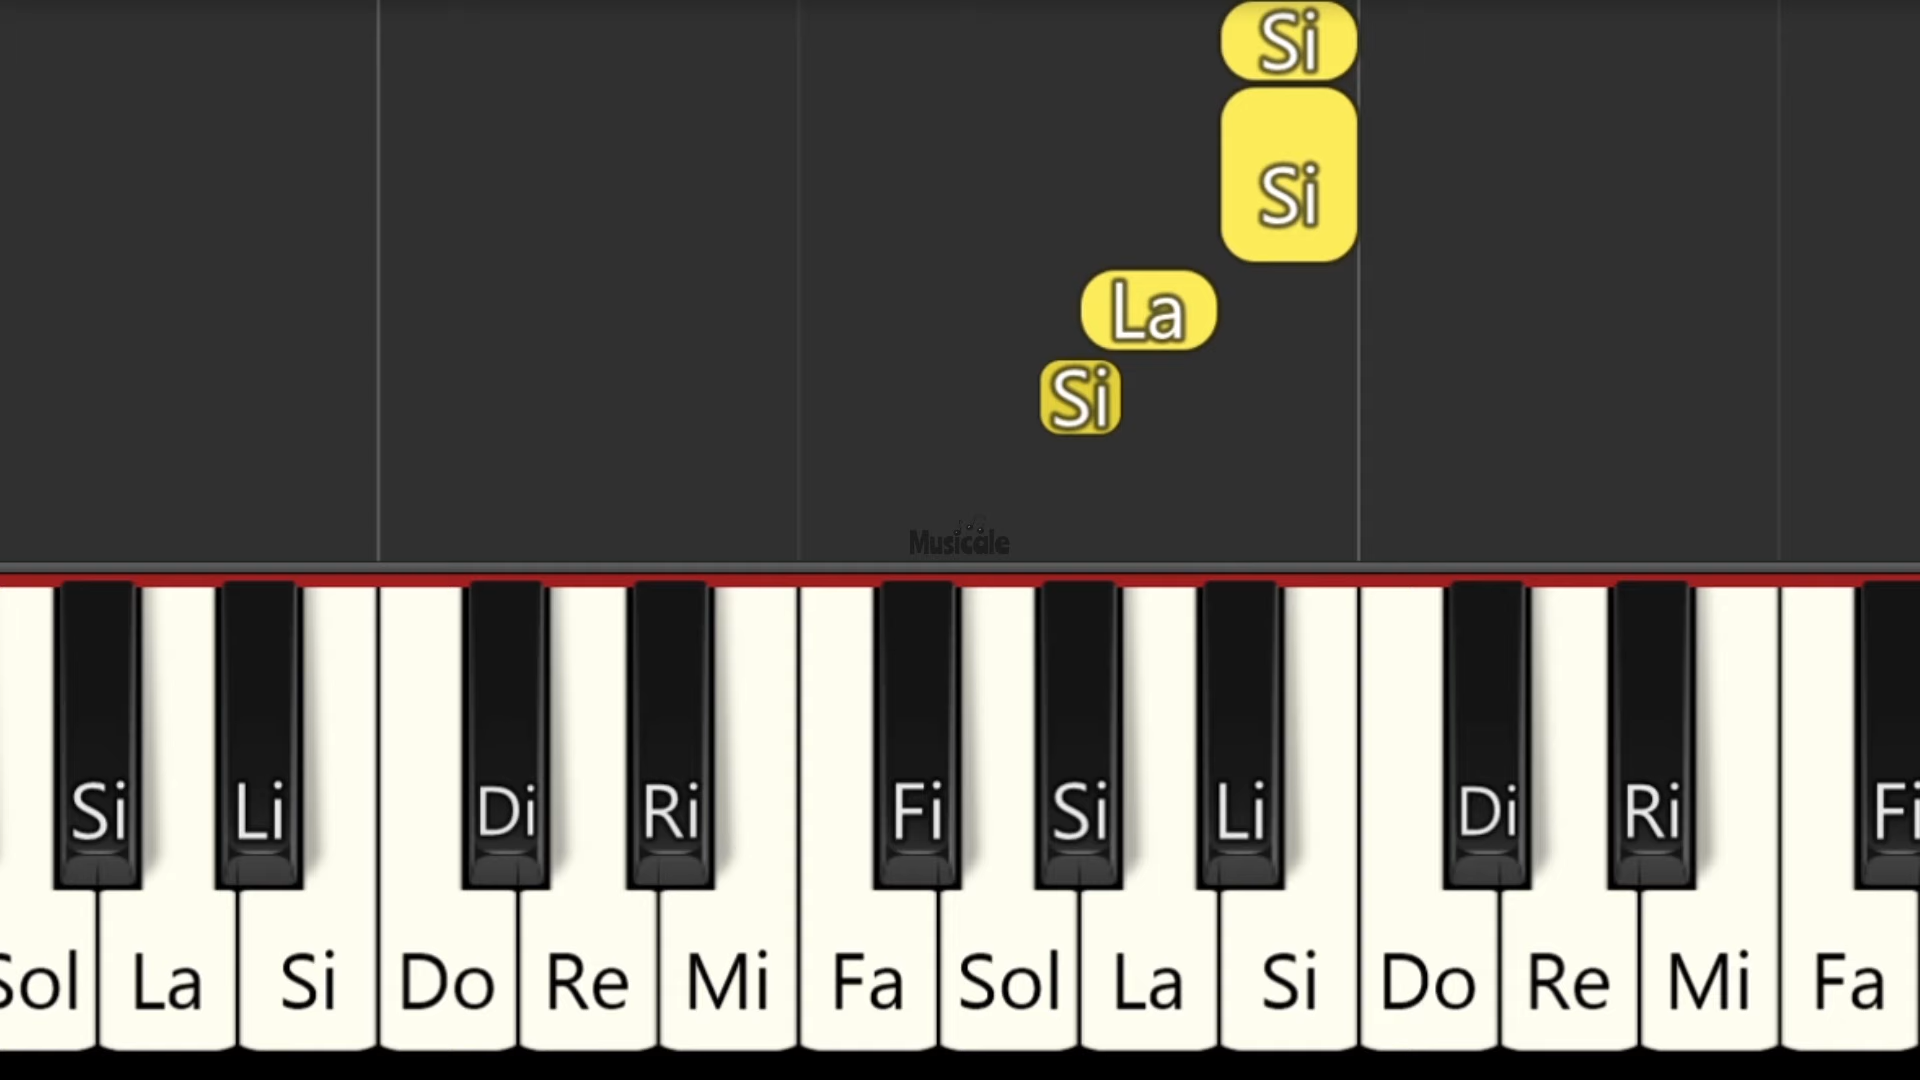 Si
Si
La
Si
Musicale
Si Li Di Ri Fi Si Li Di Ri Fi
Sol La Si Do Re Mi Fa Sol La Si Do Re Mi Fa